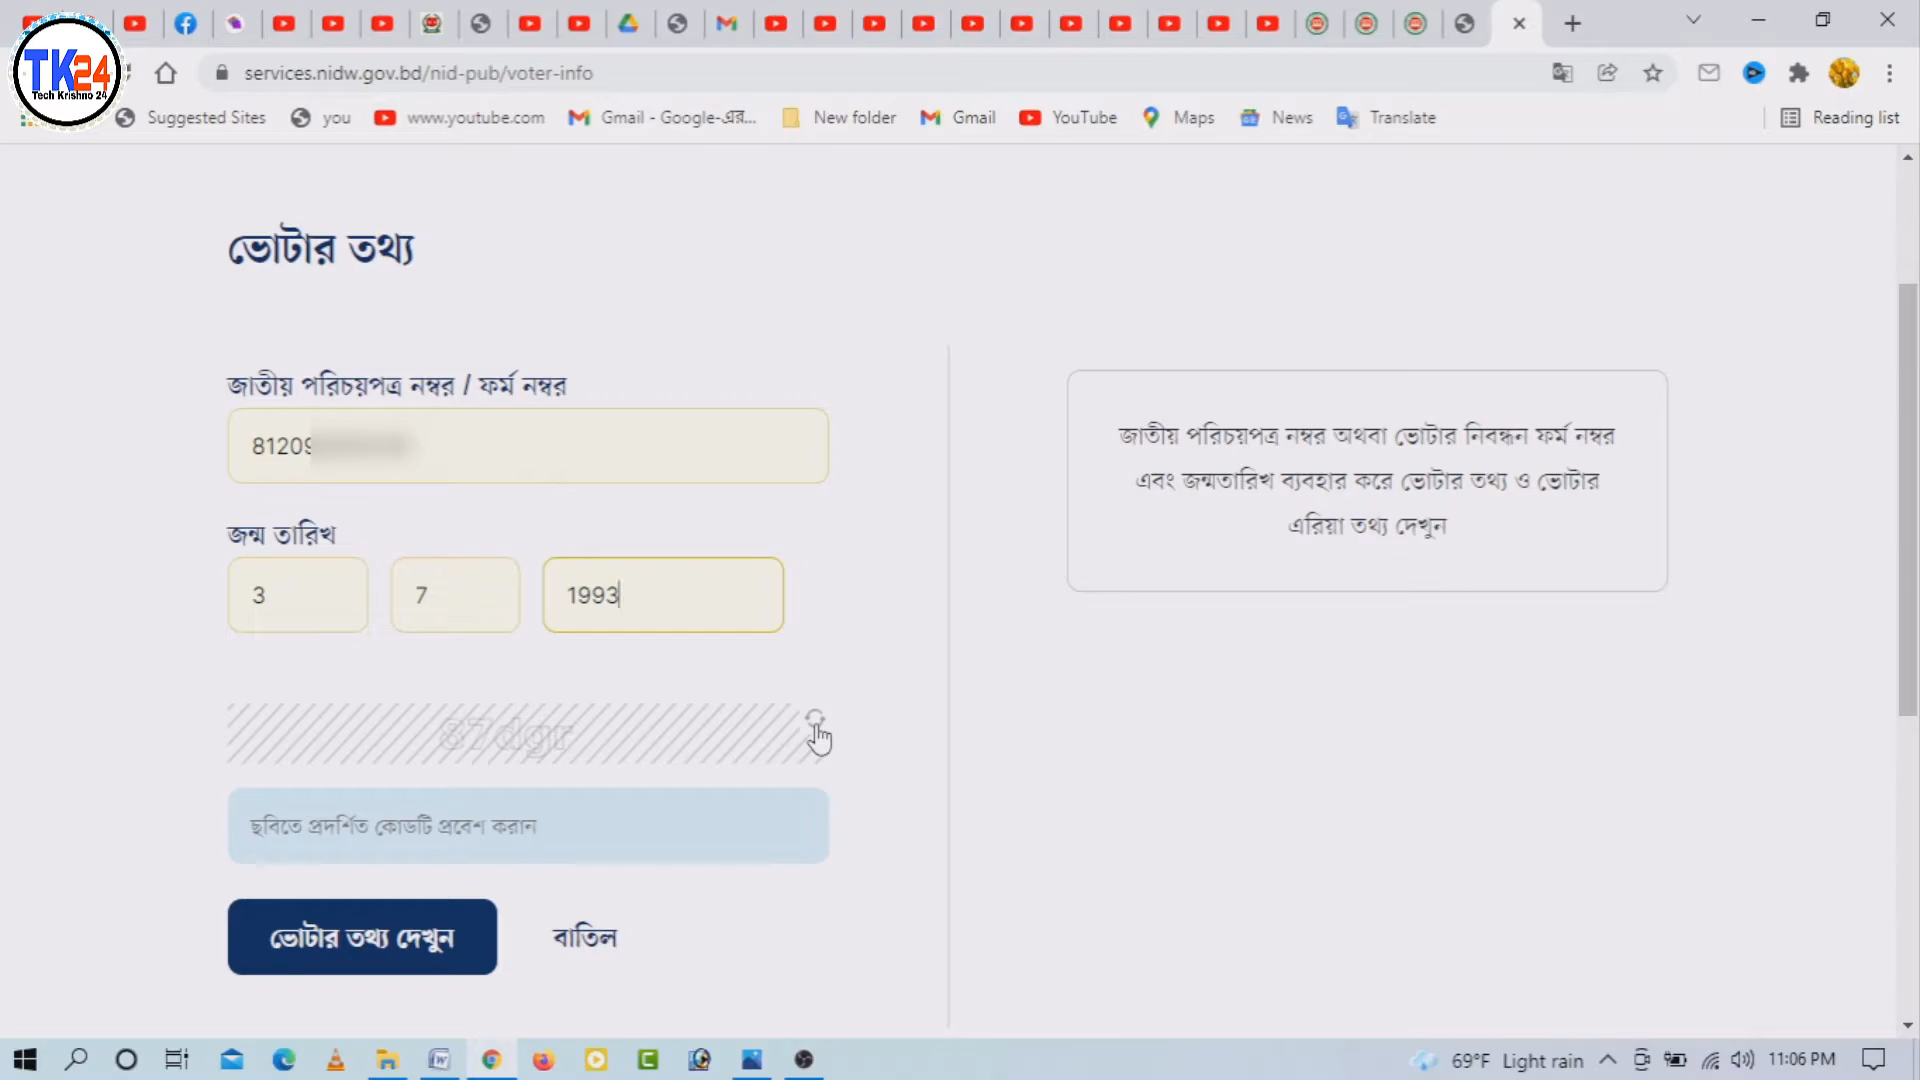 TK24
Tech Krishno 24
services.nidw.gov.bd/nid-pub/voter-info
Suggested Sites
you
www.youtube.com
Gmail - Google-এর...
New folder
Gmail
YouTube
Maps
News
Translate
Reading list
ভোটার তথ্য
জাতীয় পরিচয়পত্র নম্বর / ফর্ম নম্বর
81209
জন্ম তারিখ
3
7
1993
87dgr
ছবিতে প্রদর্শিত কোডটি প্রবেশ করান
ভোটার তথ্য দেখুন
বাতিল
জাতীয় পরিচয়পত্র নম্বর অথবা ভোটার নিবন্ধন ফর্ম নম্বর
এবং জন্মতারিখ ব্যবহার করে ভোটার তথ্য ও ভোটার
এরিয়া তথ্য দেখুন
69°F Light rain
11:06 PM